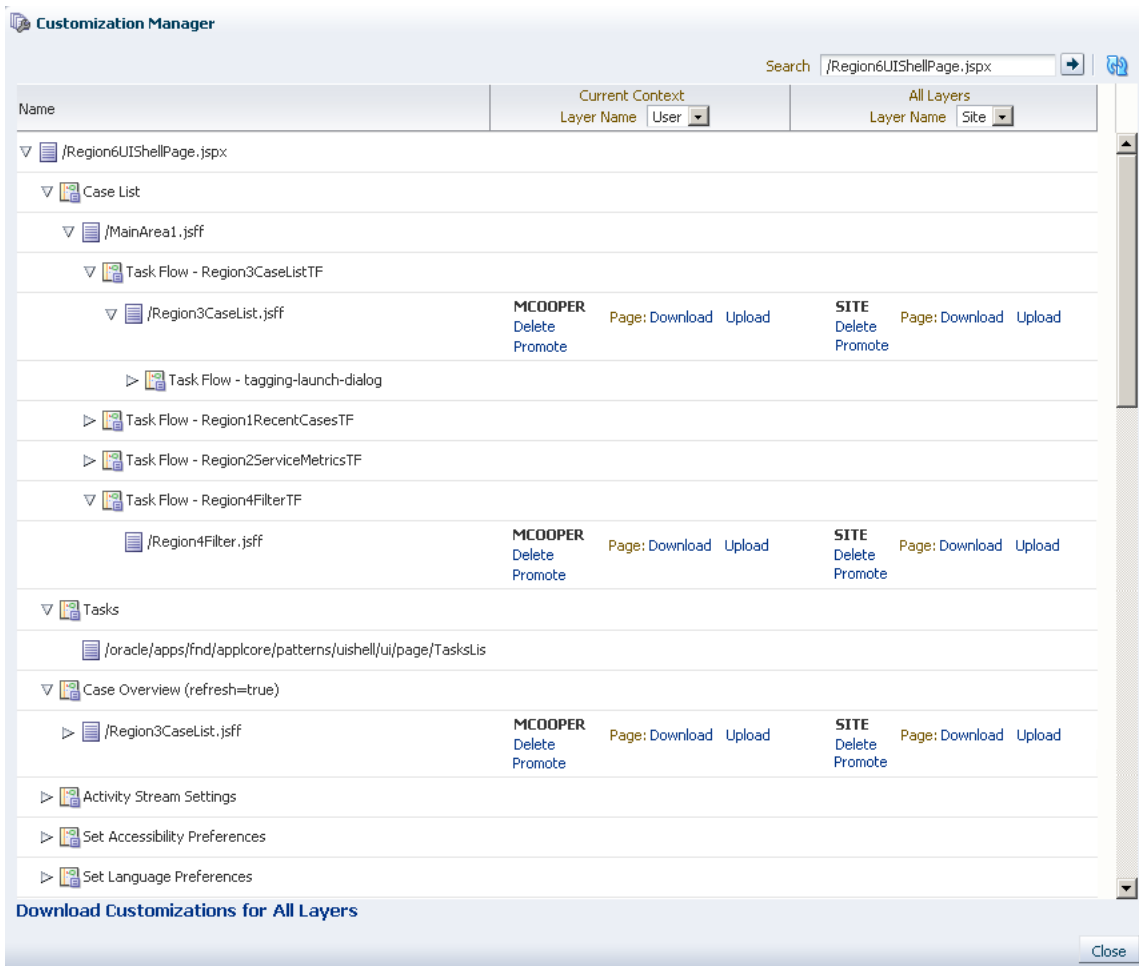 Customization Manager
Search /Region6UIShellPage.jspx
Name
Current Context
Layer Name User
All Layers
Layer Name Site
/Region6UIShellPage.jspx
Case List
/MainArea1.jsff
Task Flow - Region3CaseListTF
/Region3CaseList.jsff
MCOOPER
Delete
Promote
Page: Download Upload
SITE
Delete
Promote
Page: Download Upload
Task Flow - tagging-launch-dialog
Task Flow - Region1RecentCasesTF
Task Flow - Region2ServiceMetricsTF
Task Flow - Region4FilterTF
/Region4Filter.jsff
MCOOPER
Delete
Promote
Page: Download Upload
SITE
Delete
Promote
Page: Download Upload
Tasks
/oracle/apps/fnd/applcore/patterns/uishell/ui/page/TasksLis
Case Overview (refresh=true)
/Region3CaseList.jsff
MCOOPER
Delete
Promote
Page: Download Upload
SITE
Delete
Promote
Page: Download Upload
Activity Stream Settings
Set Accessibility Preferences
Set Language Preferences
Download Customizations for All Layers
Close